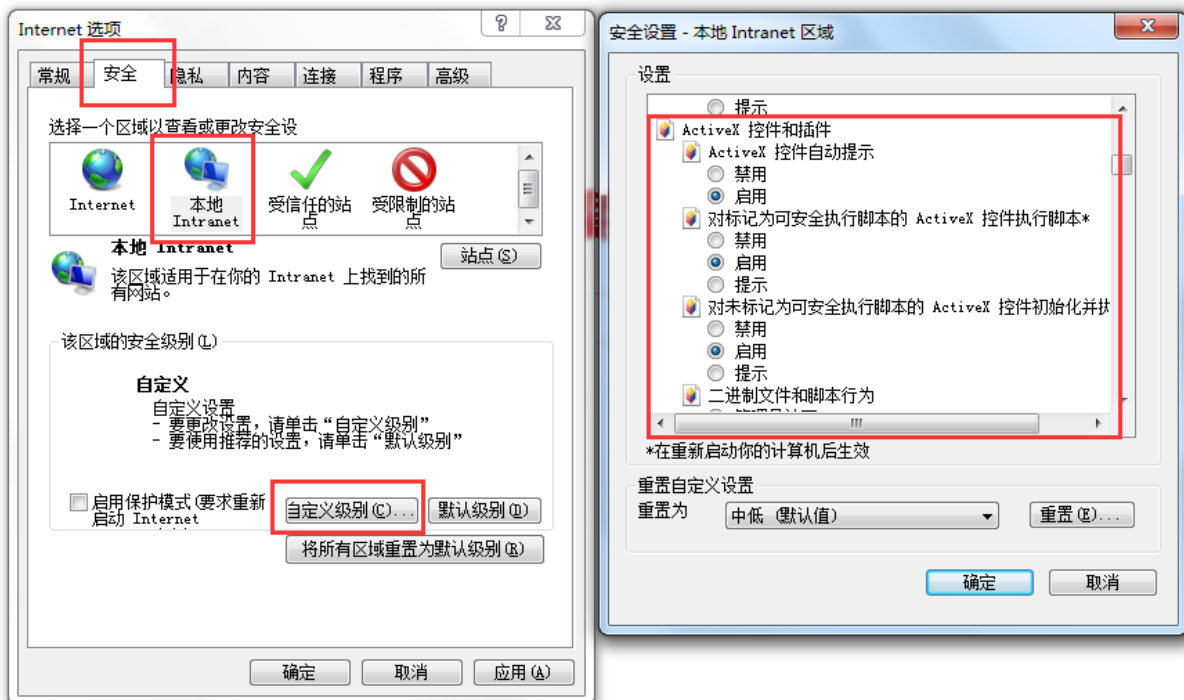 Internet 选项
常规
安全
隐私
内容
连接
程序
高级
选择一个区域以查看或更改安全设
Internet
本地
Intranet
受信任的站
点
受限制的站
点
本地 Intranet
站点(S)
该区域适用于在你的 Intranet 上找到的所
有网站。
该区域的安全级别(L)
自定义
自定义设置
- 要更改设置，请单击“自定义级别”
- 要使用推荐的设置，请单击“默认级别”
启用保护模式(要求重新
启动 Internet
自定义级别(C)...
默认级别(D)
将所有区域重置为默认级别(R)
确定
取消
应用(A)
安全设置 - 本地 Intranet 区域
设置
提示
ActiveX 控件和插件
ActiveX 控件自动提示
禁用
启用
对标记为可安全执行脚本的 ActiveX 控件执行脚本*
禁用
启用
提示
对未标记为可安全执行脚本的 ActiveX 控件初始化并执
禁用
启用
提示
二进制文件和脚本行为
*在重新启动你的计算机后生效
重置自定义设置
重置为
中低 (默认值)
重置(E)...
确定
取消